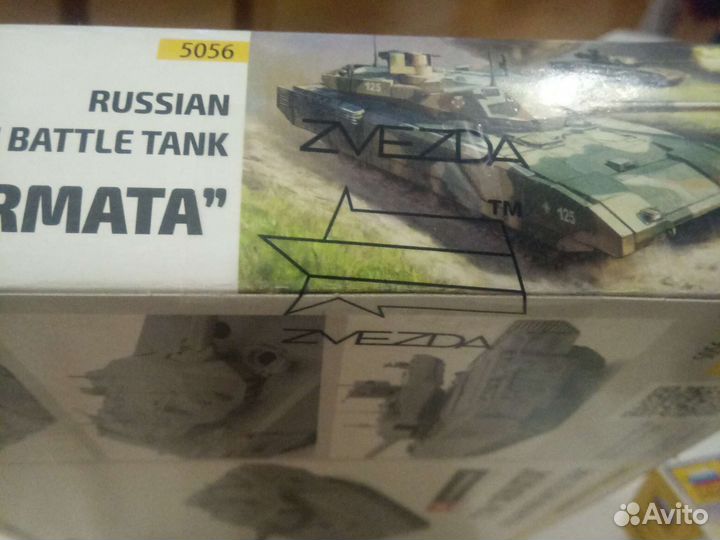 5056
RUSSIAN
BATTLE TANK
RMATA”
125
125
ZVEZDA
TM
ZVEZDA
Avito